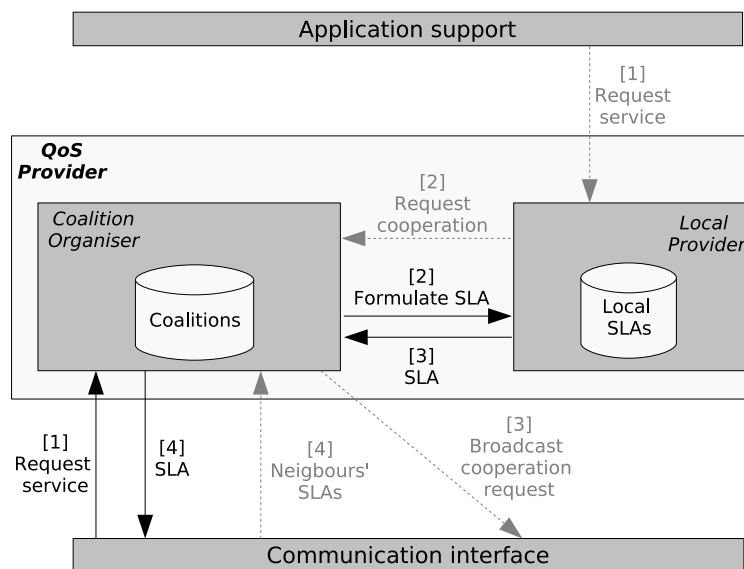 Application support
[1]
Request
service
QoS
Provider
[2]
Request
cooperation
Coalition
Organiser
Local
Provider
[2]
Formulate SLA
Coalitions
Local
SLAs
[3]
SLA
[1]
Request
service
[4]
SLA
[4]
Neigbours'
SLAs
[3]
Broadcast
cooperation
request
Communication interface